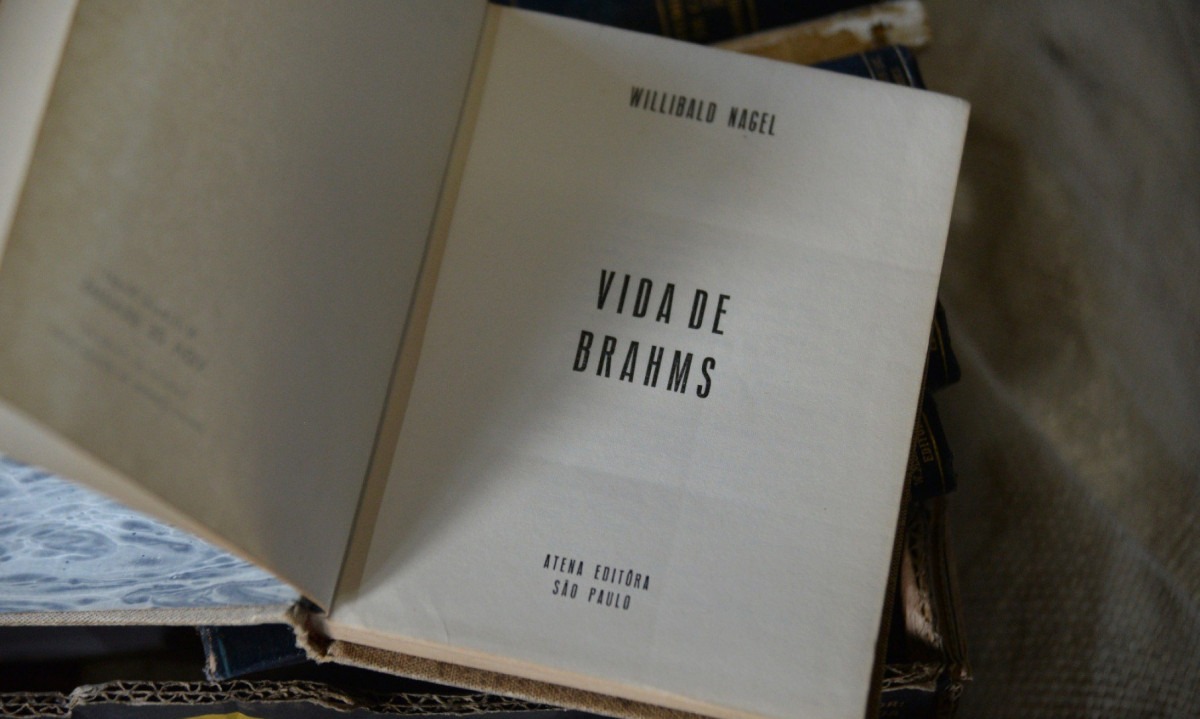 WILLIBALD NAGEL
VIDA DE
BRAHMS
ATENA EDITÔRA
SÃO PAULO